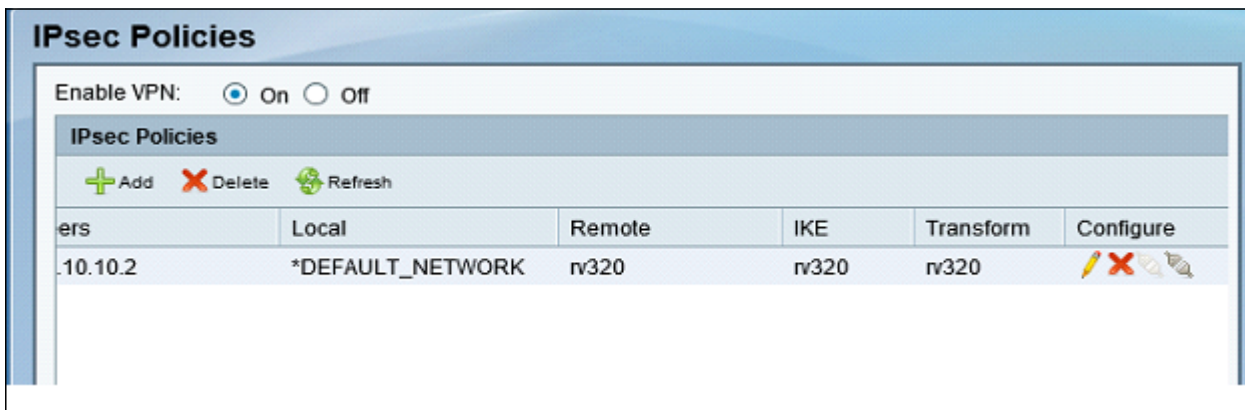 IPsec Policies
Enable VPN: On Off
IPsec Policies
Add Delete Refresh
ers Local Remote IKE Transform Configure
.10.10.2 *DEFAULT_NETWORK rv320 rv320 rv320